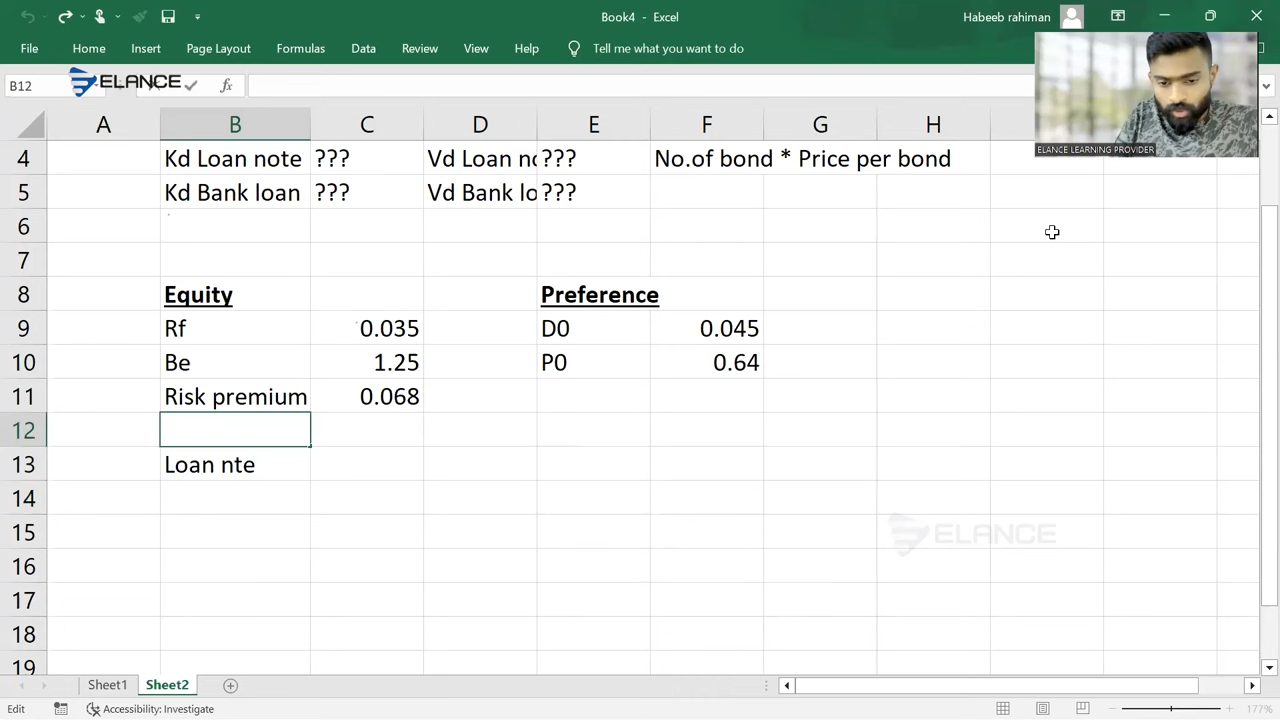 Book4 - Excel
Habeeb rahiman
File Home Insert Page Layout Formulas Data Review View Help Tell me what you want to do
B12
ELANCE
fx
ELANCE LEARNING PROVIDER
A B C D E F G H
4 Kd Loan note ??? Vd Loan no ??? No.of bond * Price per bond
5 Kd Bank loan ??? Vd Bank lo ???
6
7
8 Equity Preference
9 Rf 0.035 D0 0.045
10 Be 1.25 P0 0.64
11 Risk premium 0.068
12
13 Loan nte
14
15
ELANCE
16
17
18
19
Sheet1 Sheet2
Edit Accessibility: Investigate 177%